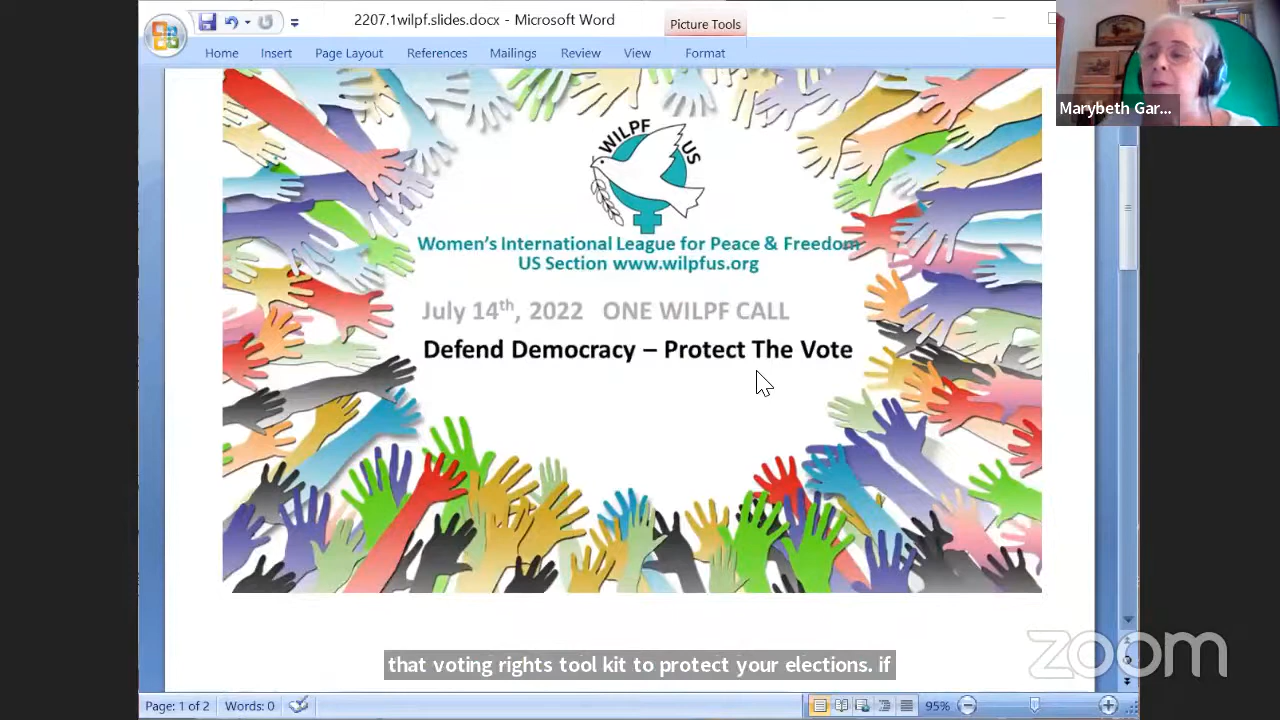 2207.1wilpf.slides.docx - Microsoft Word
Picture Tools
Home
Insert
Page Layout
References
Mailings
Review
View
Format
Marybeth Gar...
WILPF US
Women's International League for Peace & Freedom
US Section www.wilpfus.org
July 14th, 2022 ONE WILPF CALL
Defend Democracy – Protect The Vote
that voting rights tool kit to protect your elections. if
zoom
Page: 1 of 2
Words: 0
95%